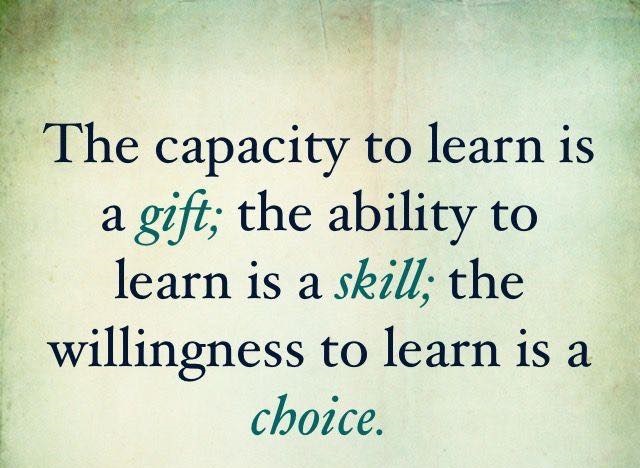 The capacity to learn is
a gift; the ability to
learn is a skill; the
willingness to learn is a
choice.